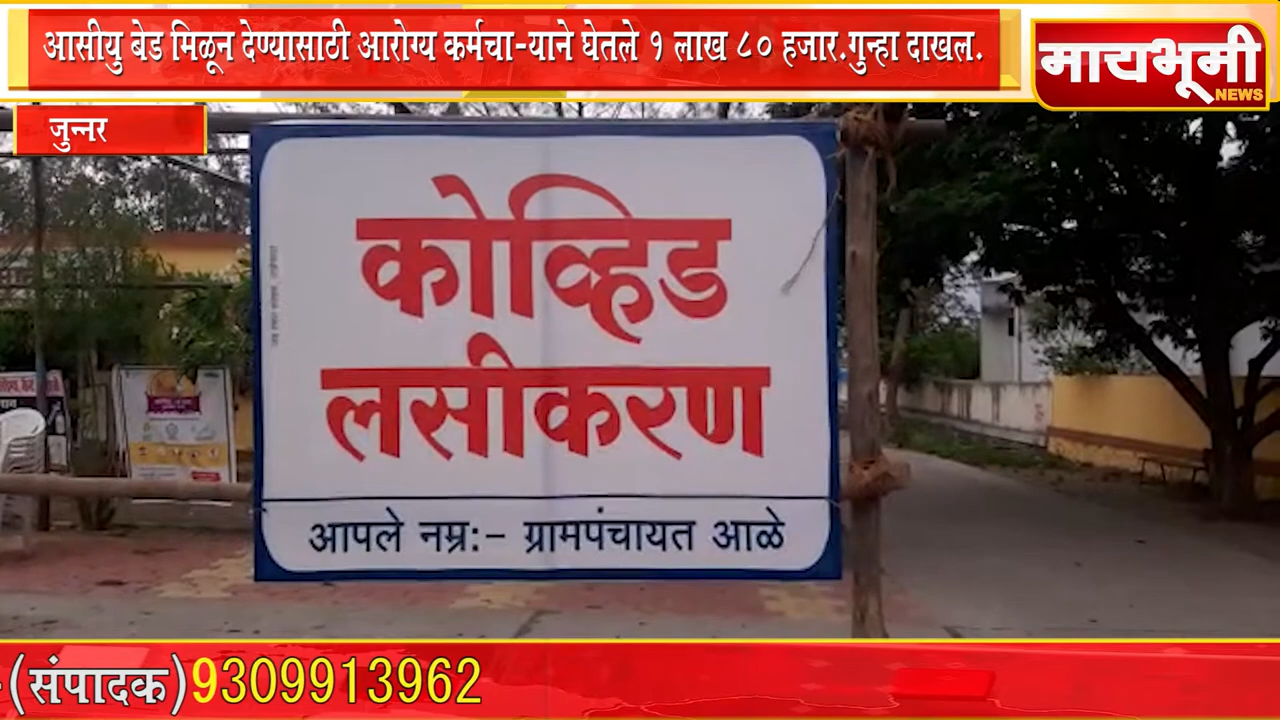 आसीयु बेड मिळून देण्यासाठी आरोग्य कर्मचा-याने घेतले १ लाख ८० हजार.गुन्हा दाखल.
मायभूमी
NEWS
जुन्नर
कोव्हिड
लसीकरण
आपले नम्र:- ग्रामपंचायत आळे
(संपादक)9309913962